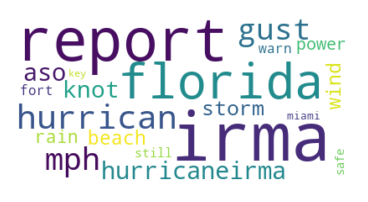 report gust
warn power
aso florida wind
key
fort knot
hurrican storm
irma miami
rain beach
mph still
hurricaneirma safe